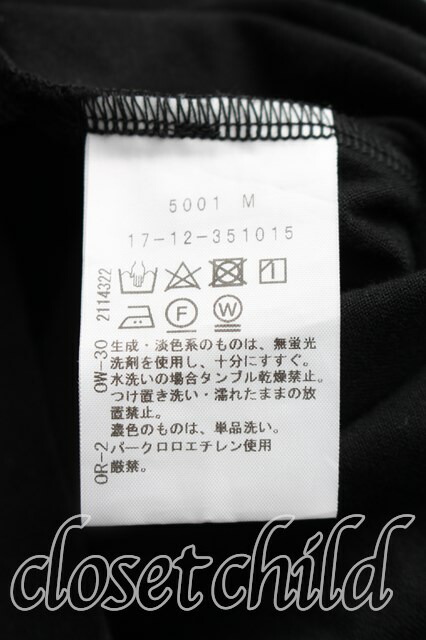 5001 M
17-12-351015
2114322
F
W
OW-30
生成・淡色系のものは、無蛍光
洗剤を使用し、十分にすすぐ。
水洗いの場合タンブル乾燥禁止。
つけ置き洗い・濡れたままの放
置禁止。
OR-2
濃色のものは、単品洗い。
パークロロエチレン使用
厳禁。
closet child